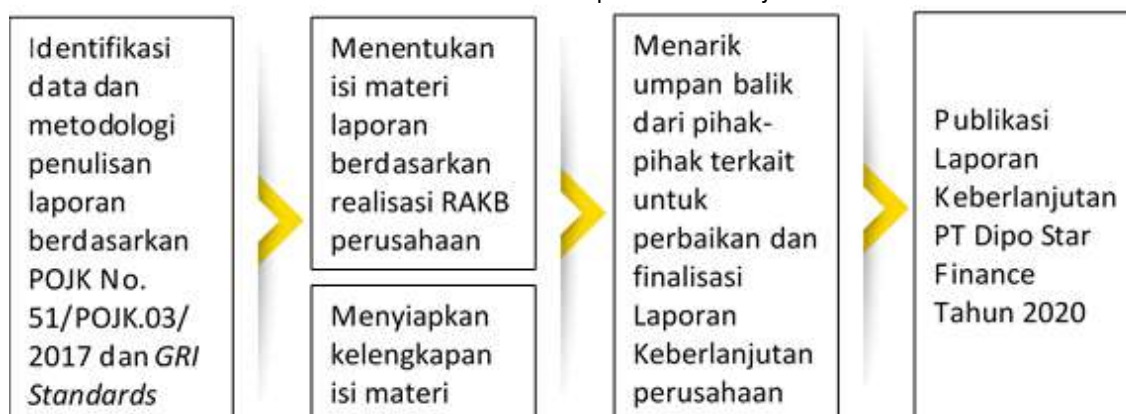 Identifikasi
data dan
metodologi
penulisan
laporan
berdasarkan
POJK No.
51/POJK.03/
2017 dan GRI
Standards
Menentukan
isi materi
laporan
berdasarkan
realisasi RAKB
perusahaan
Menyiapkan
kelengkapan
isi materi
Menarik
umpan balik
dari pihak-
pihak terkait
untuk
perbaikan dan
finalisasi
Laporan
Keberlanjutan
perusahaan
Publikasi
Laporan
Keberlanjutan
PT Dipo Star
Finance
Tahun 2020